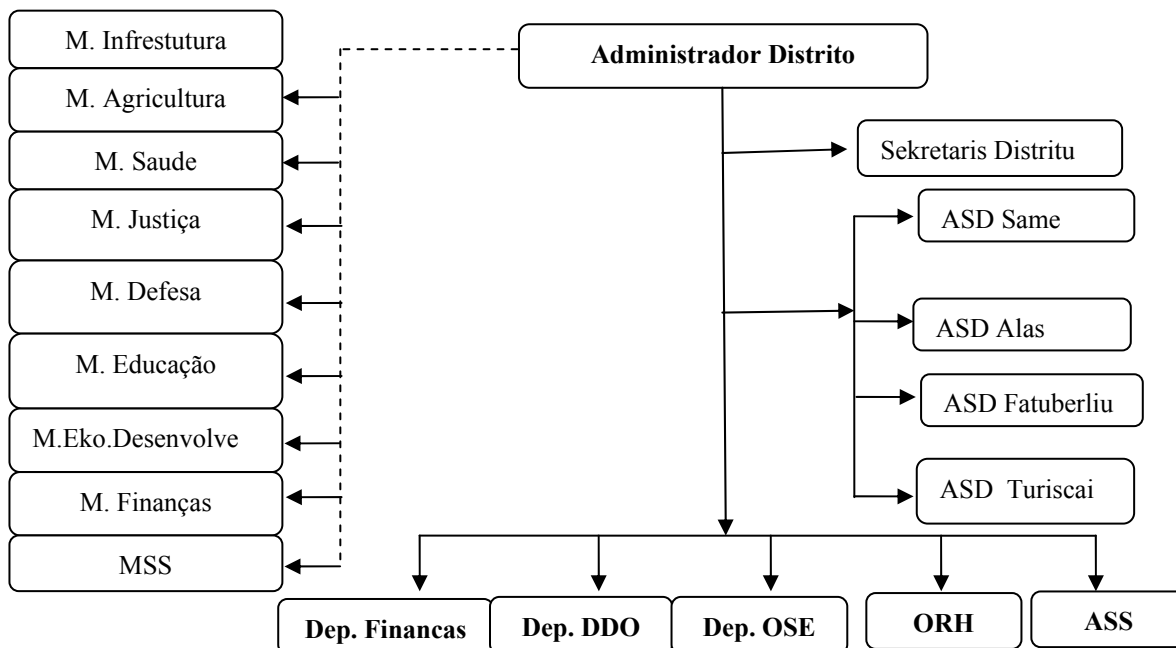 M. Infrestutura
M. Agricultura
M. Saude
M. Justiça
M. Defesa
M. Educação
M.Eko.Desenvolve
M. Finanças
MSS
Administrador Distrito
Sekretaris Distritu
ASD Same
ASD Alas
ASD Fatuberliu
ASD Turiscai
Dep. Financas
Dep. DDO
Dep. OSE
ORH
ASS